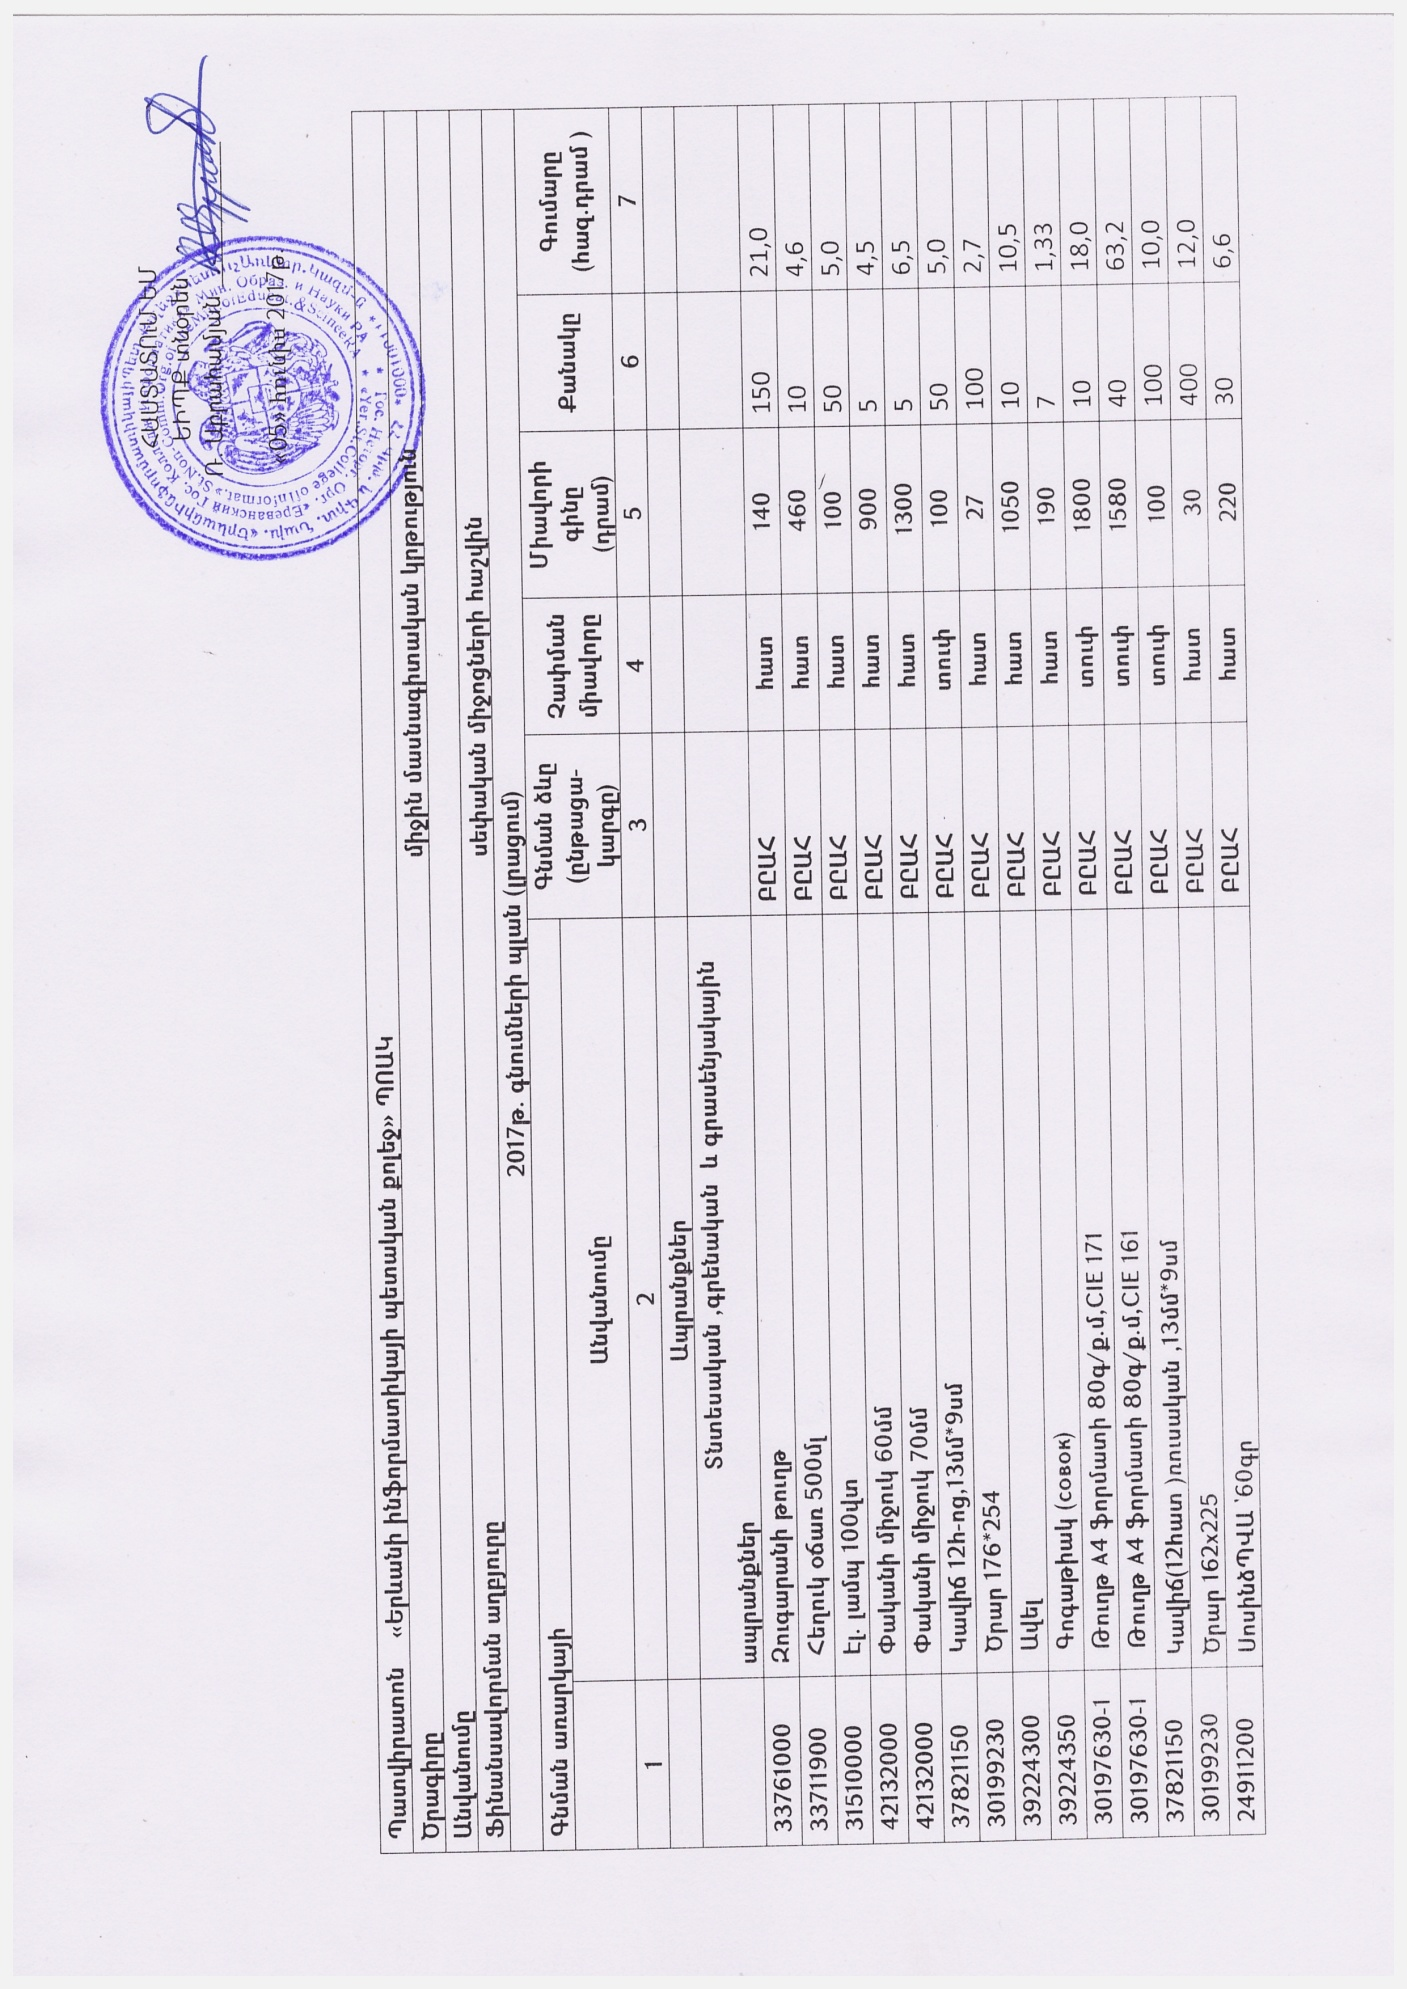 ՀԱՍՏԱՏՈՒՄ ԵՄ
ԵԻՊՔ տնօրեն
«05» հունիս 2017թ.
Պատվիրատուն «Երևանի ինֆորմատիկայի պետական քոլեջ» ՊՈԱԿ
Ծրագիրը միջին մասնագիտական կրթություն
Անվանումը
Ֆինանսավորման աղբյուրը սեփական միջոցների հաշվին
2017թ. գնումների պլան (լրացում)
Գնման առարկայի Անվանումը Գնման ձևը (ընթացա-կարգը) Չափման միավորը Միավորի գինը (դրամ) Քանակը Գումարը (հազ.դրամ )
1 2 3 4 5 6 7
Ապրանքներ
Տնտեսական ,գրենական և գրասենյակային
ապրանքներ
33761000 Զուգարանի թուղթ ԲԸԱՀ հատ 140 150 21,0
33711900 Հեղուկ օճառ 500մլ ԲԸԱՀ հատ 460 10 4,6
31510000 Էլ. լամպ 100վտ ԲԸԱՀ հատ 100 50 5,0
42132000 Փականի միջուկ 60մմ ԲԸԱՀ հատ 900 5 4,5
42132000 Փականի միջուկ 70մմ ԲԸԱՀ հատ 1300 5 6,5
37821150 Կավիճ 12հ-ոց,13մմ*9սմ ԲԸԱՀ տուփ 100 50 5,0
30199230 Ծրար 176*254 ԲԸԱՀ հատ 27 100 2,7
39224300 Ավել ԲԸԱՀ հատ 1050 10 10,5
39224350 Գոգաթիակ (совок) ԲԸԱՀ հատ 190 7 1,33
30197630-1 Թուղթ A4 ֆորմատի 80գ/ք.մ,CIE 171 ԲԸԱՀ տուփ 1800 10 18,0
30197630-1 Թուղթ A4 ֆորմատի 80գ/ք.մ,CIE 161 ԲԸԱՀ տուփ 1580 40 63,2
37821150 Կավիճ(12հատ )ռուսական ,13մմ*9սմ ԲԸԱՀ տուփ 100 100 10,0
30199230 Ծրար 162x225 ԲԸԱՀ հատ 30 400 12,0
24911200 ՍոսինձՊՎԱ ՝60գր ԲԸԱՀ հատ 220 30 6,6